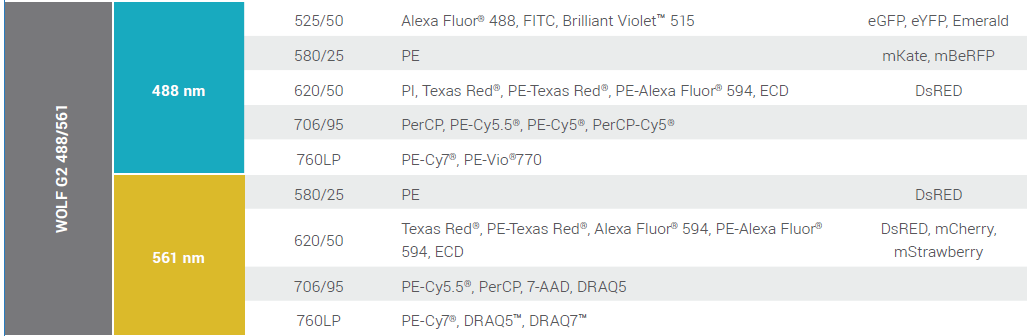 WOLF G2 488/561
488 nm
525/50 Alexa Fluor® 488, FITC, Brilliant Violet™ 515 eGFP, eYFP, Emerald
580/25 PE mKate, mBeRFP
620/50 PI, Texas Red®, PE-Texas Red®, PE-Alexa Fluor® 594, ECD DsRED
706/95 PerCP, PE-Cy5.5®, PE-Cy5®, PerCP-Cy5®
760LP PE-Cy7®, PE-Vio®770
561 nm
580/25 PE DsRED
620/50 Texas Red®, PE-Texas Red®, Alexa Fluor® 594, PE-Alexa Fluor® DsRED, mCherry,
594, ECD mStrawberry
706/95 PE-Cy5.5®, PerCP, 7-AAD, DRAQ5
760LP PE-Cy7®, DRAQ5™, DRAQ7™